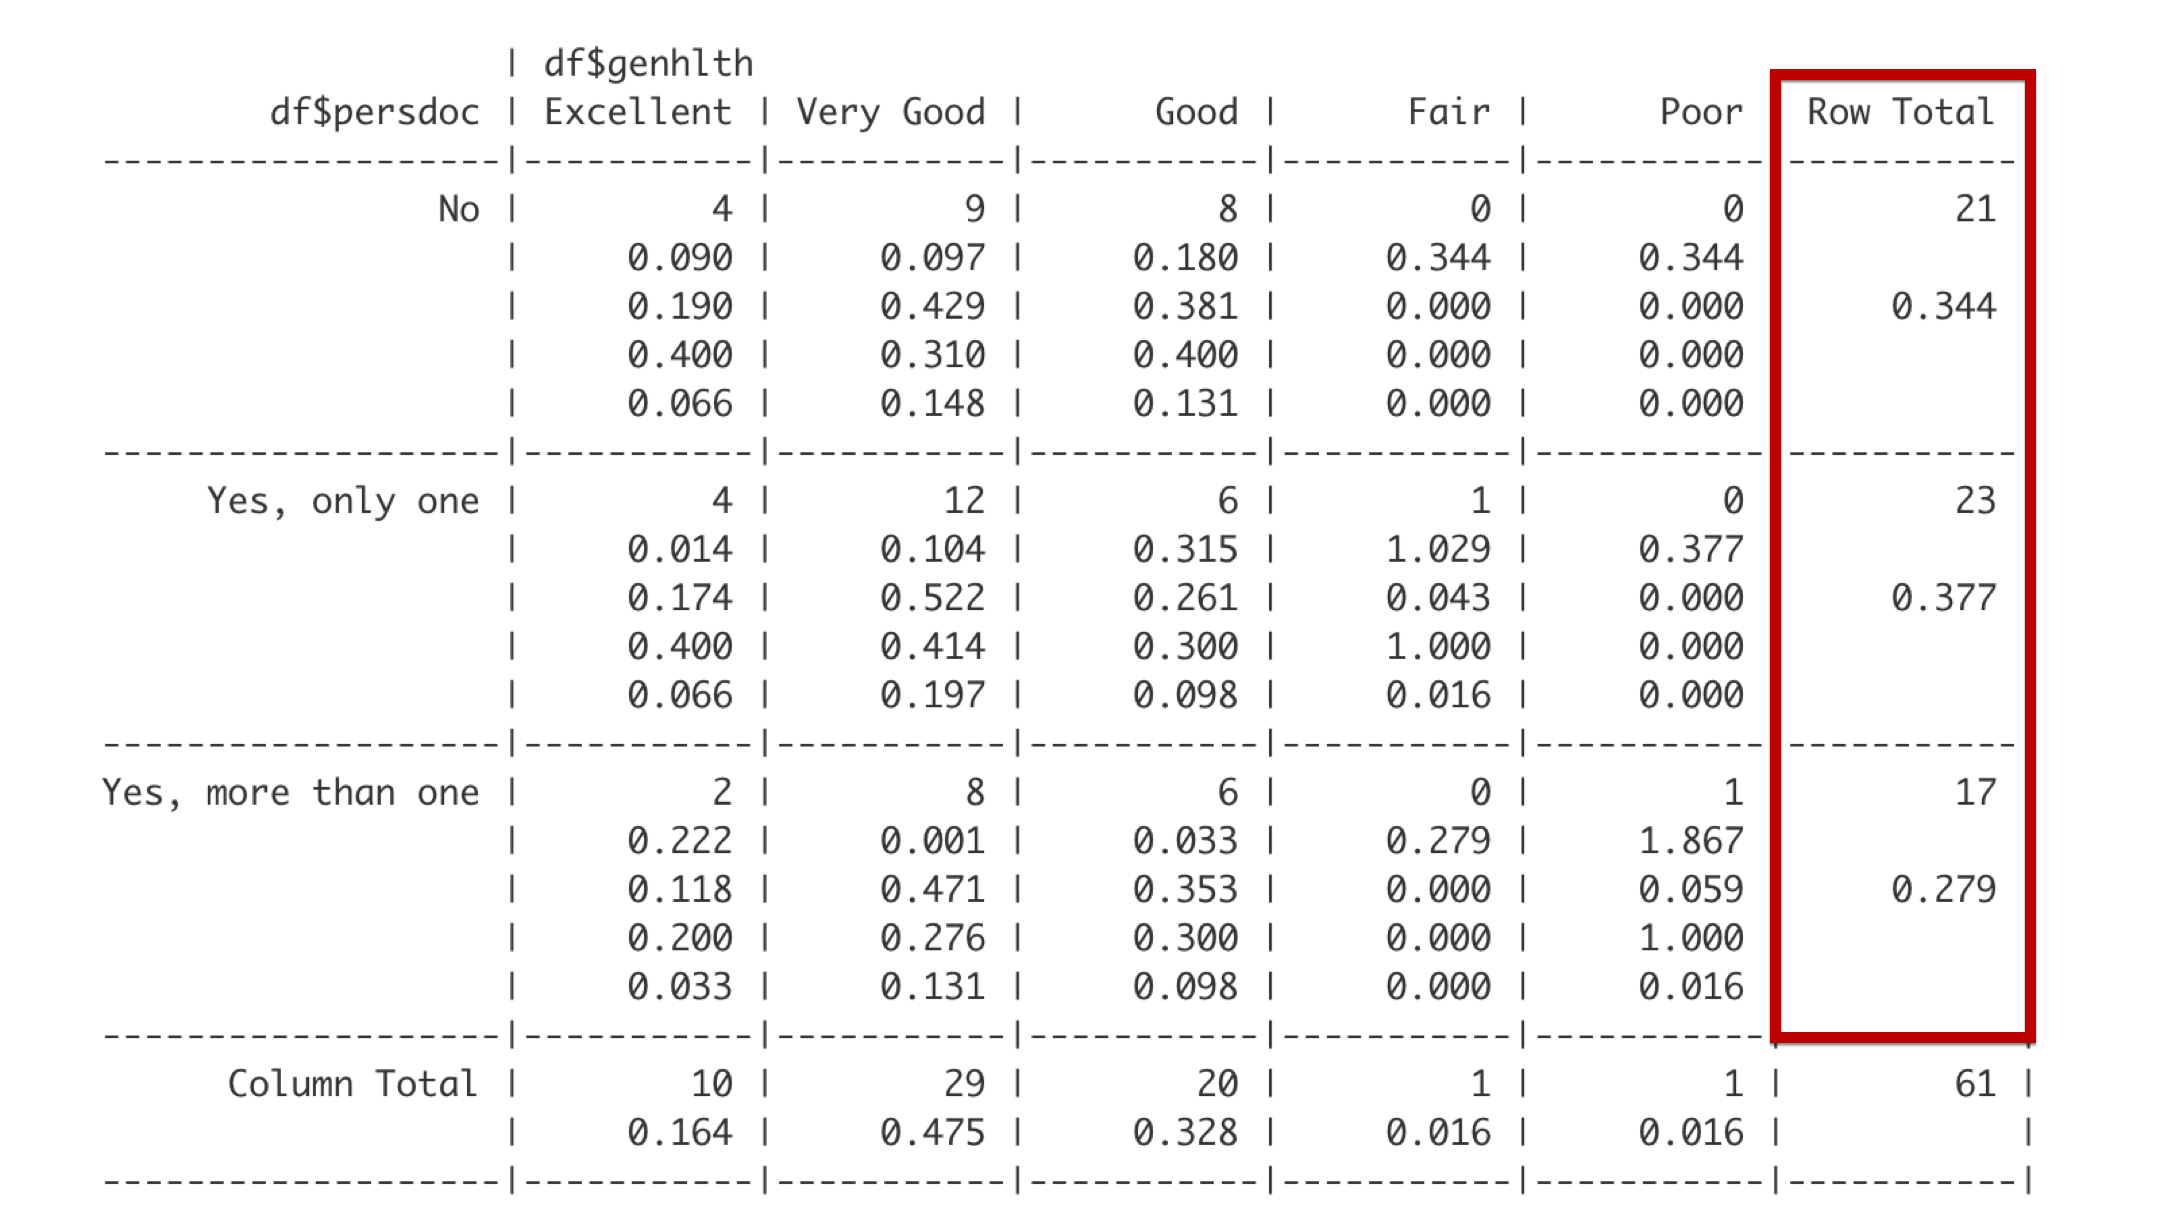 | df$genhlth
df$persdoc | Excellent | Very Good | Good | Fair | Poor Row Total
-------------------|-----------|-----------|-----------|-----------|----------- -----------
No | 4 | 9 | 8 | 0 | 0 21
| 0.090 | 0.097 | 0.180 | 0.344 | 0.344
| 0.190 | 0.429 | 0.381 | 0.000 | 0.000 0.344
| 0.400 | 0.310 | 0.400 | 0.000 | 0.000
| 0.066 | 0.148 | 0.131 | 0.000 | 0.000
-------------------|-----------|-----------|-----------|-----------|----------- -----------
Yes, only one | 4 | 12 | 6 | 1 | 0 23
| 0.014 | 0.104 | 0.315 | 1.029 | 0.377
| 0.174 | 0.522 | 0.261 | 0.043 | 0.000 0.377
| 0.400 | 0.414 | 0.300 | 1.000 | 0.000
| 0.066 | 0.197 | 0.098 | 0.016 | 0.000
-------------------|-----------|-----------|-----------|-----------|----------- -----------
Yes, more than one | 2 | 8 | 6 | 0 | 1 17
| 0.222 | 0.001 | 0.033 | 0.279 | 1.867
| 0.118 | 0.471 | 0.353 | 0.000 | 0.059 0.279
| 0.200 | 0.276 | 0.300 | 0.000 | 1.000
| 0.033 | 0.131 | 0.098 | 0.000 | 0.016
-------------------|-----------|-----------|-----------|-----------|-----------
Column Total | 10 | 29 | 20 | 1 | 1 | 61 |
| 0.164 | 0.475 | 0.328 | 0.016 | 0.016 | |
-------------------|-----------|-----------|-----------|-----------|-----------|-----------|